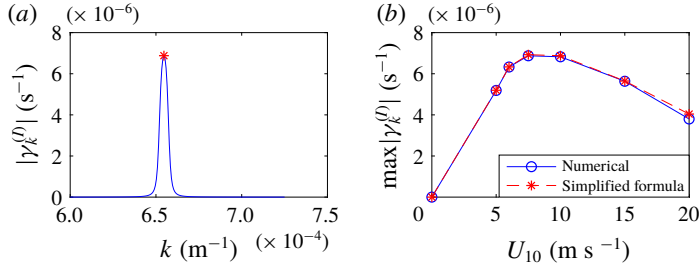 (a)
(× 10⁻⁶)
8
6
4
2
0
|γₖ⁽ᴵ⁾| (s⁻¹)
6.0 6.5 7.0 7.5
k (m⁻¹)
(× 10⁻⁴)
(b)
(× 10⁻⁶)
8
6
4
2
0
max|γₖ⁽ᴵ⁾| (s⁻¹)
Numerical
Simplified formula
0 5 10 15 20
U₁₀ (m s⁻¹)